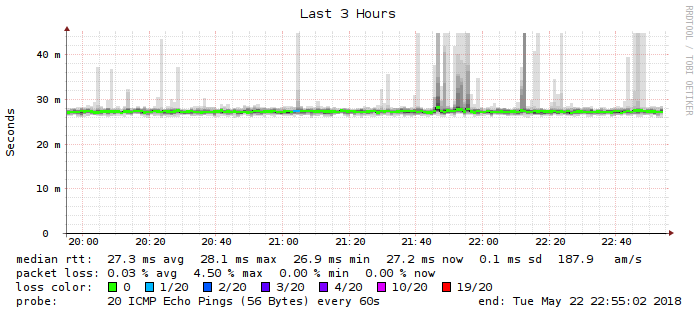 Last 3 Hours
RRDTOOL / TOBI OETIKER
Seconds
40 m
30 m
20 m
10 m
0
20:00 20:20 20:40 21:00 21:20 21:40 22:00 22:20 22:40
median rtt: 27.3 ms avg 28.1 ms max 26.9 ms min 27.2 ms now 0.1 ms sd 187.9 am/s
packet loss: 0.03 % avg 4.50 % max 0.00 % min 0.00 % now
loss color: 0 1/20 2/20 3/20 4/20 10/20 19/20
probe: 20 ICMP Echo Pings (56 Bytes) every 60s end: Tue May 22 22:55:02 2018